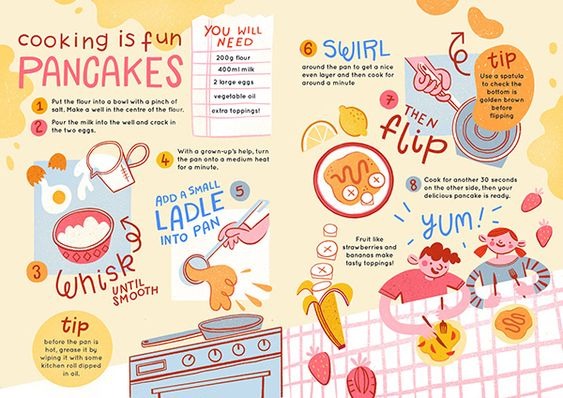 cooking is fun
PANCAKES
YOU WILL
NEED
200g flour
400ml milk
2 large eggs
vegetable oil
extra toppings!
1 Put the flour into a bowl with a pinch of
salt. Make a well in the centre of the flour.
2 Pour the milk into the well and crack in
the two eggs.
3 whisk
UNTIL
SMOOTH
tip
before the pan is
hot, grease it by
wiping it with some
kitchen roll dipped
in oil.
4 With a grown-up's help, turn
the pan onto a medium heat
for a minute.
5
ADD A SMALL
LADLE
INTO PAN
6 SWIRL
around the pan to get a nice
even layer and then cook for
around a minute
7
THEN
flip
tip
Use a spatula
to check the
bottom is
golden brown
before
flipping
8 Cook for another 30 seconds
on the other side, then your
delicious pancake is ready.
YUM!
Fruit like
strawberries and
bananas make
tasty toppings!